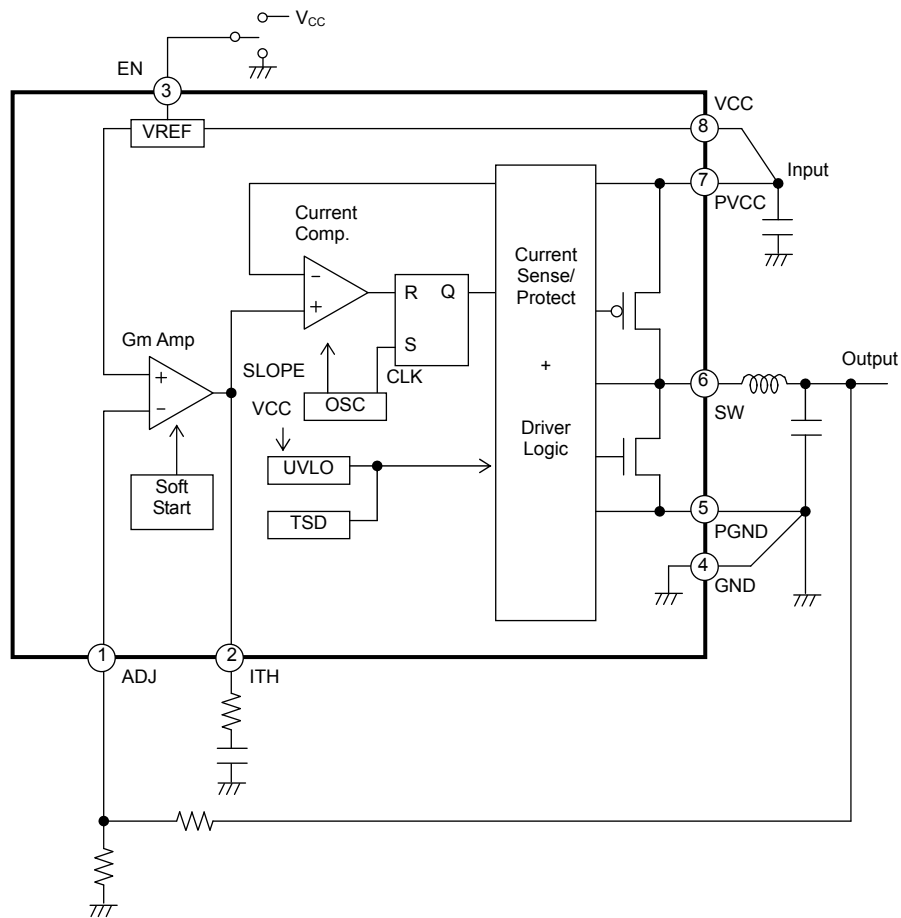 V_CC
EN
3
VREF
VCC
8
Input
7
PVCC
Current
Comp.
−
+
R Q
S
CLK
Current
Sense/
Protect
+
Driver
Logic
Gm Amp
+
−
SLOPE
OSC
VCC
UVLO
TSD
Soft
Start
Output
6
SW
5
PGND
4
GND
1
ADJ
2
ITH